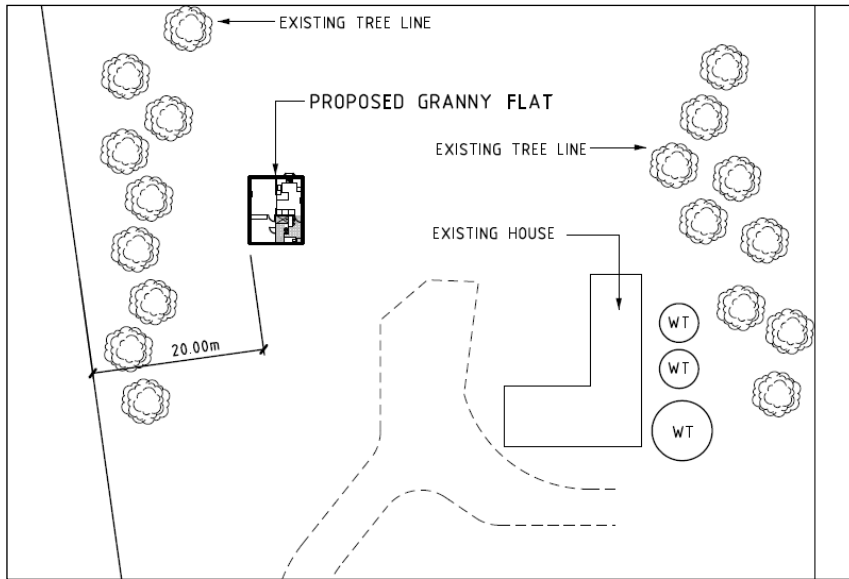 EXISTING TREE LINE
PROPOSED GRANNY FLAT
EXISTING TREE LINE
EXISTING HOUSE
WT
WT
WT
20.00m